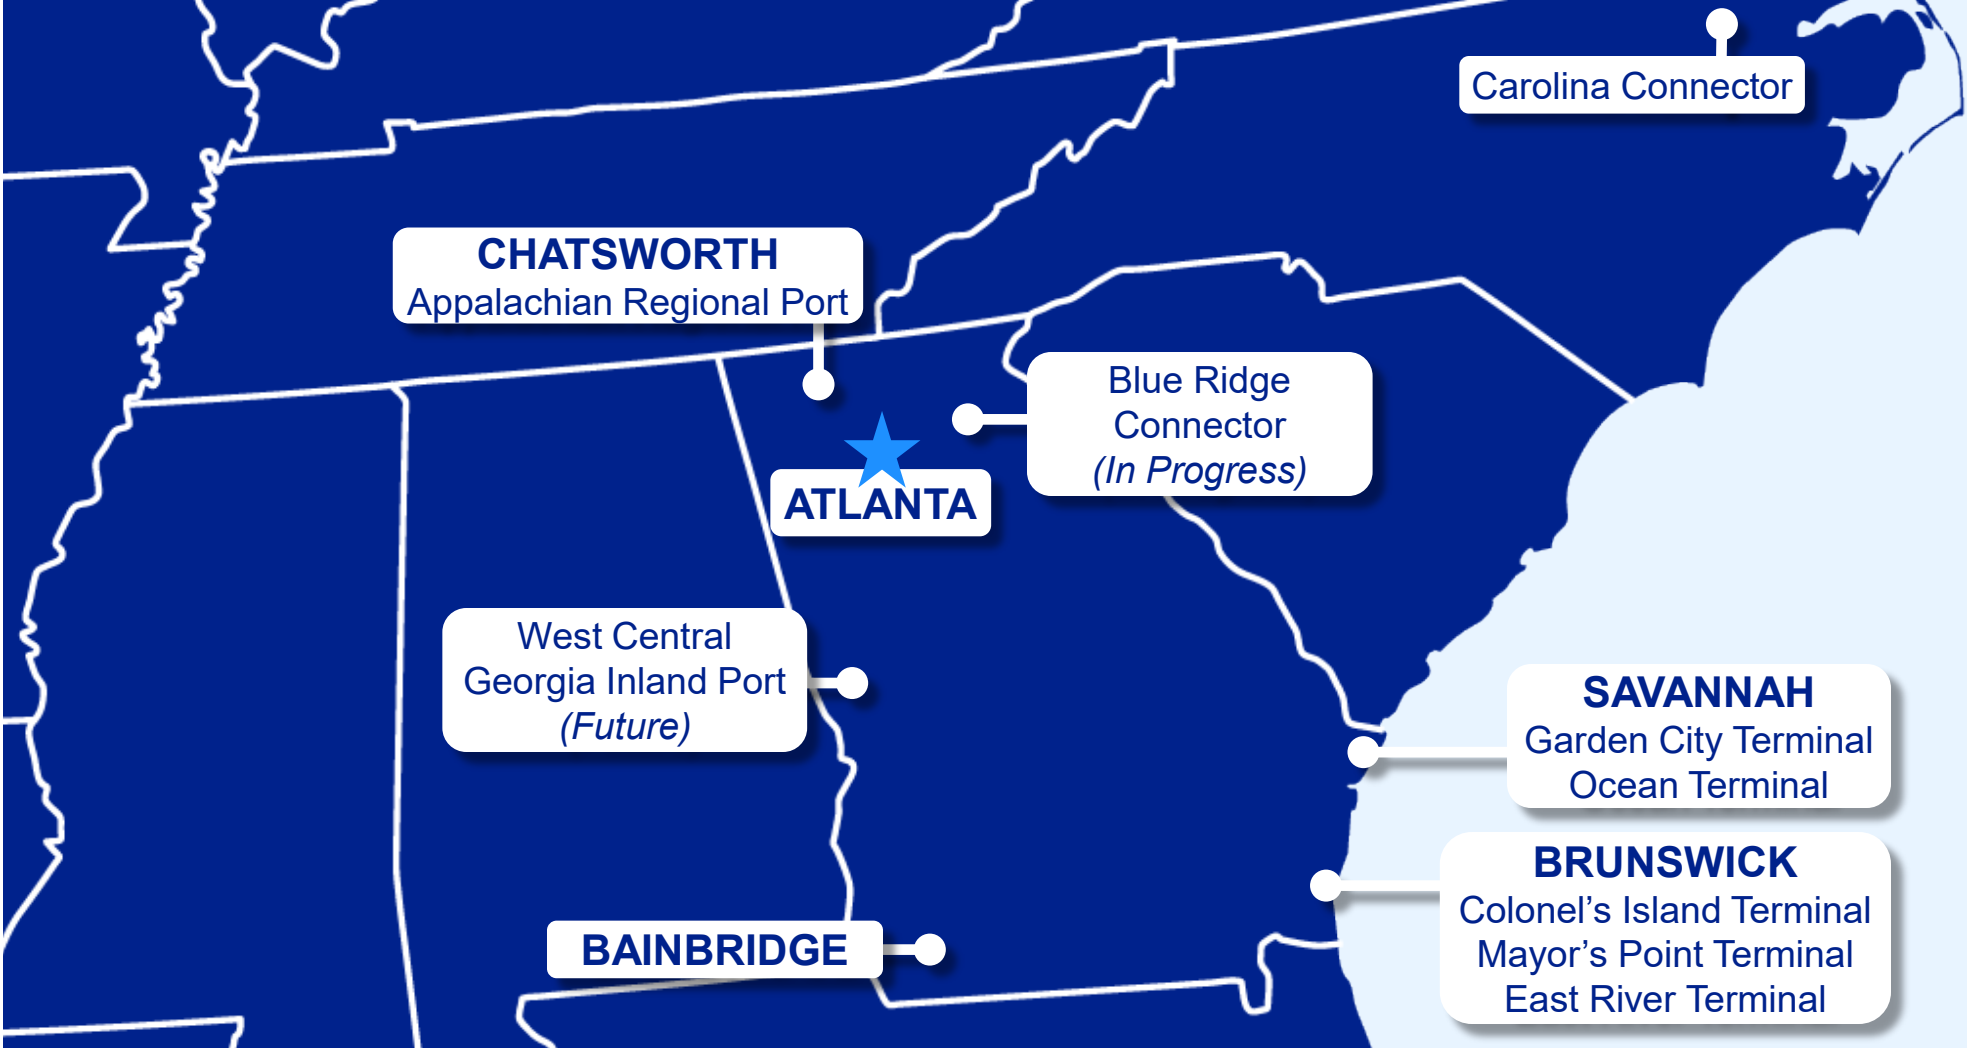 Carolina Connector
CHATSWORTH
Appalachian Regional Port
Blue Ridge
Connector
(In Progress)
ATLANTA
West Central
Georgia Inland Port
(Future)
SAVANNAH
Garden City Terminal
Ocean Terminal
BRUNSWICK
Colonel’s Island Terminal
Mayor’s Point Terminal
East River Terminal
BAINBRIDGE